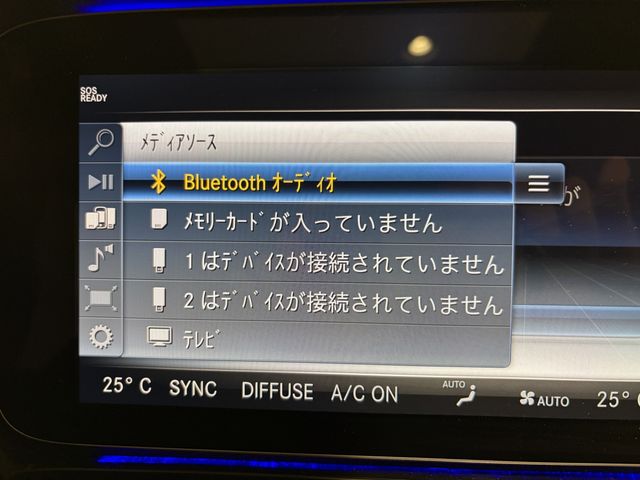 SOS
READY
ﾒﾃﾞｨｱソース
Bluetooth ｵｰﾃﾞｨｵ
ﾒﾓﾘｰｶｰﾄﾞが入っていません
が
1はﾃﾞﾊﾞｲｽが接続されていません
2はﾃﾞﾊﾞｲｽが接続されていません
ﾃﾚﾋﾞ
25° C SYNC DIFFUSE A/C ON AUTO AUTO 25°